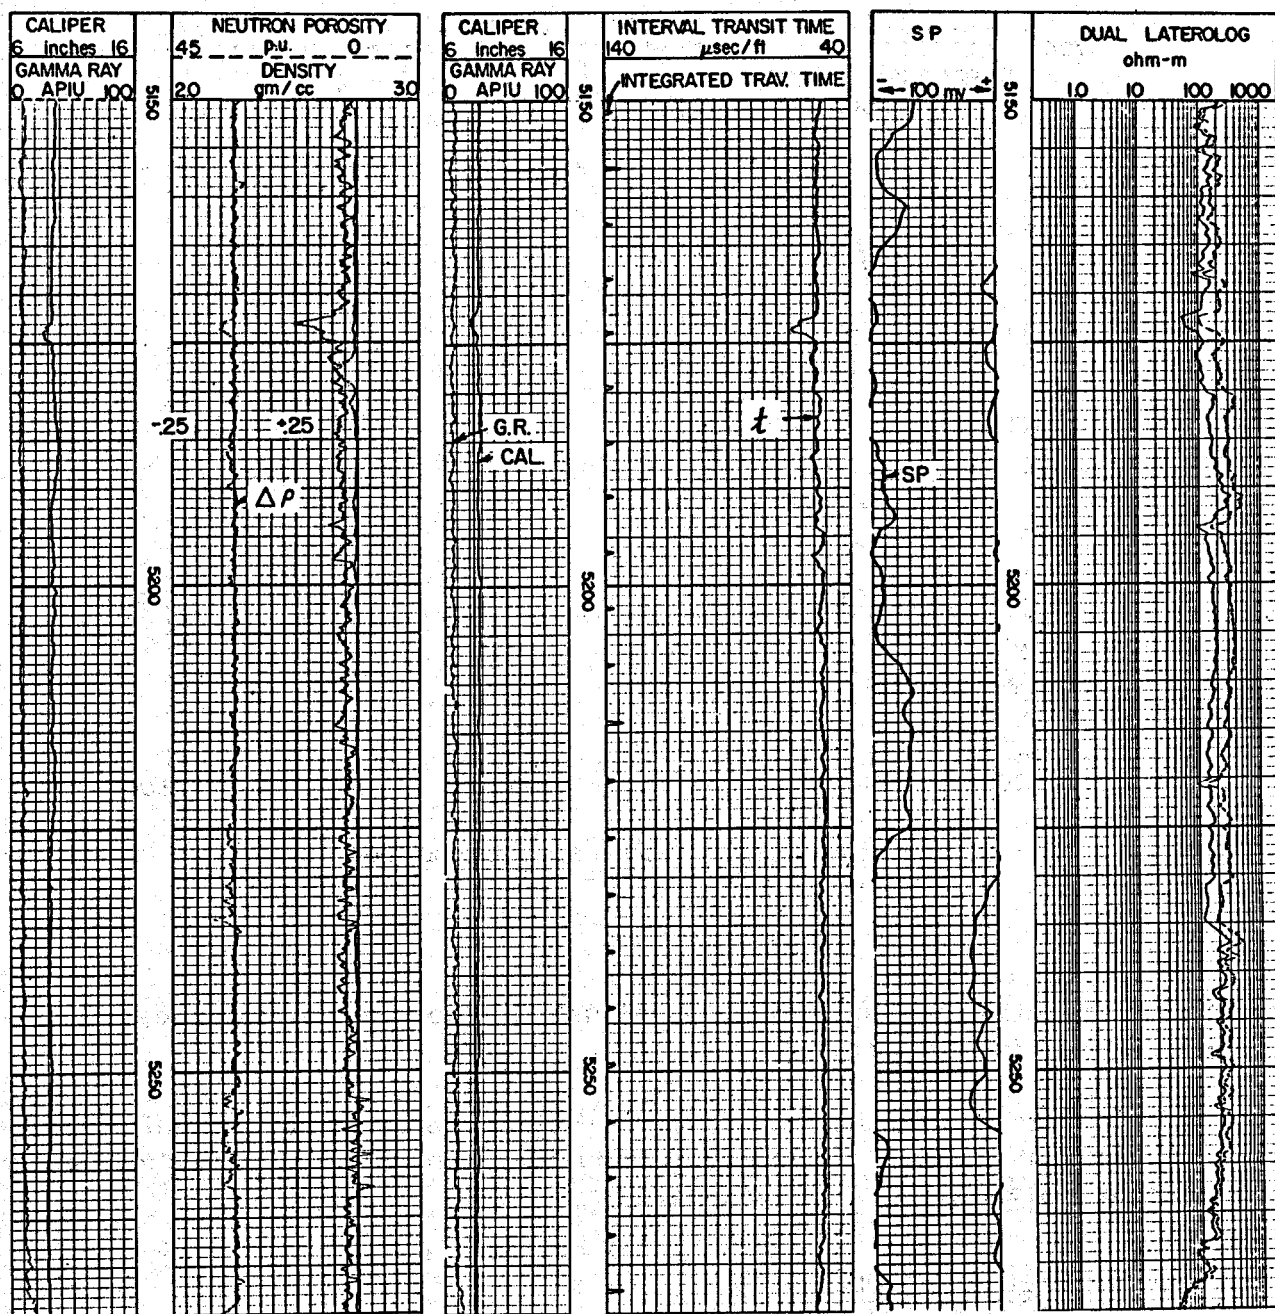 CALIPER
6 inches 16
GAMMA RAY
0 APIU 100
5150
5200
5250
NEUTRON POROSITY
45 p.u. 0
DENSITY
2.0 gm/cc 3.0
-.25 +.25
Δρ
CALIPER
6 inches 16
GAMMA RAY
0 APIU 100
G.R.
CAL.
5150
5200
5250
INTERVAL TRANSIT TIME
140 μsec/ft 40
INTEGRATED TRAV. TIME
t
SP
- +
100 mv
SP
5150
5200
5250
DUAL LATEROLOG
ohm-m
1.0 10 100 1000